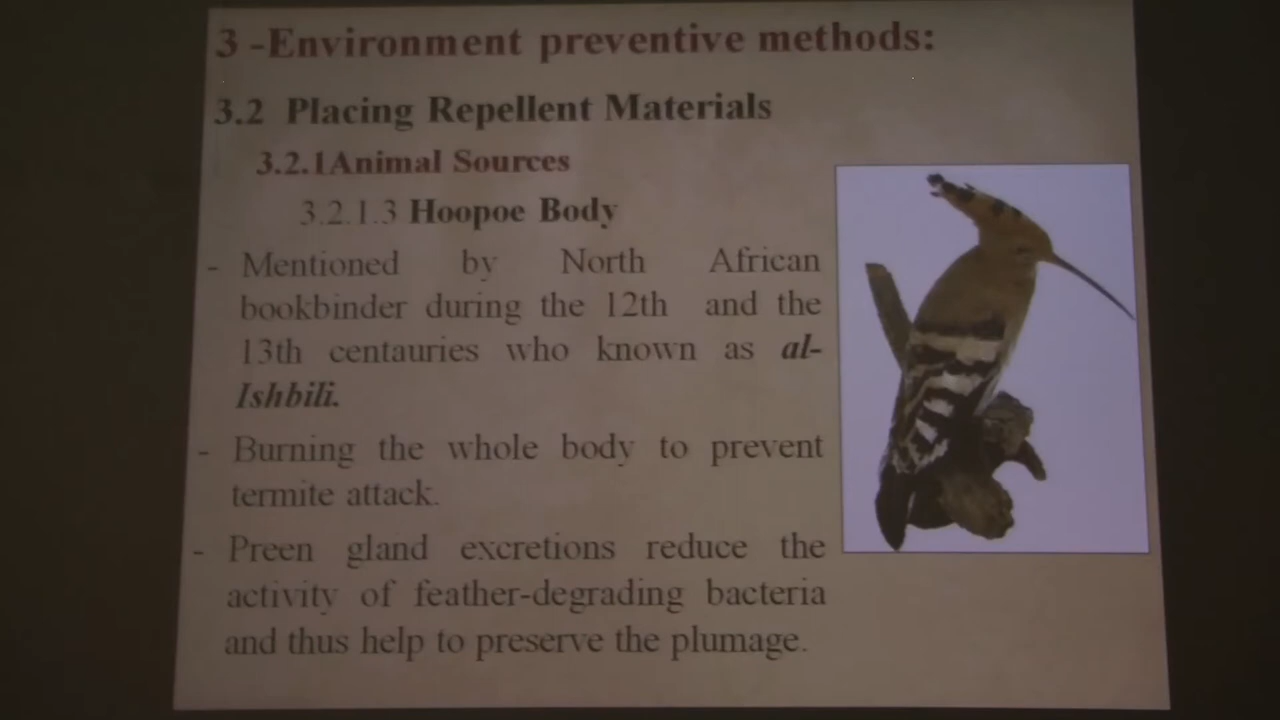 3 -Environment preventive methods:
3.2 Placing Repellent Materials
3.2.1Animal Sources
3.2.1.3 Hoopoe Body
- Mentioned by North African
bookbinder during the 12th and the
13th centauries who known as al-
Ishbili.
- Burning the whole body to prevent
termite attack.
- Preen gland excretions reduce the
activity of feather-degrading bacteria
and thus help to preserve the plumage.